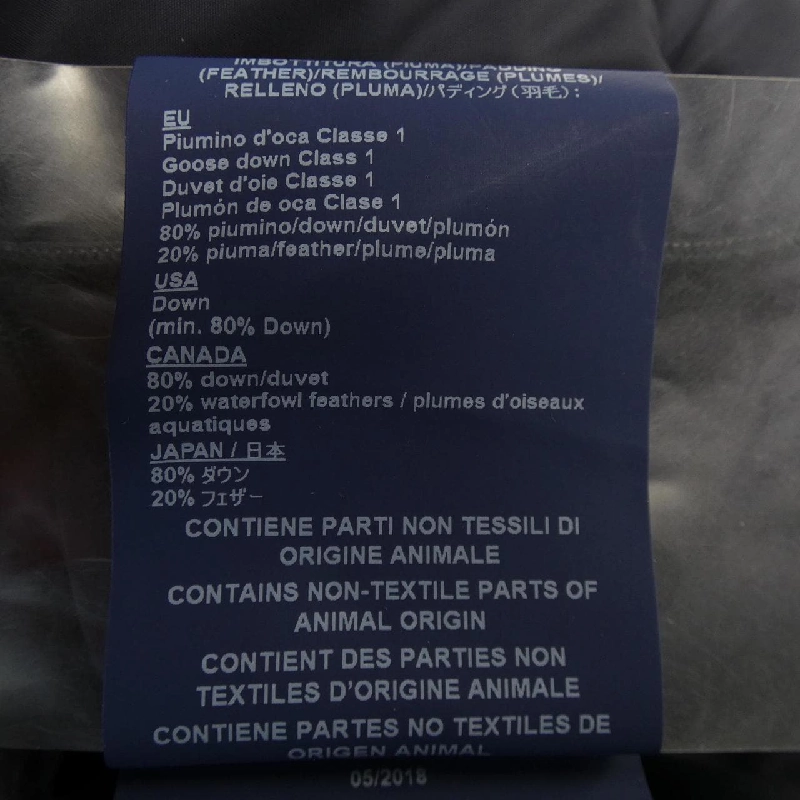 IMBOTTITURA (PIUMA)/PADDING
(FEATHER)/REMBOURRAGE (PLUMES)/
RELLENO (PLUMA)/パディング(羽毛):
EU
Piumino d'oca Classe 1
Goose down Class 1
Duvet d'oie Classe 1
Plumón de oca Clase 1
80% piumino/down/duvet/plumón
20% piuma/feather/plume/pluma
USA
Down
(min. 80% Down)
CANADA
80% down/duvet
20% waterfowl feathers / plumes d'oiseaux
aquatiques
JAPAN / 日本
80% ダウン
20% フェザー
CONTIENE PARTI NON TESSILI DI
ORIGINE ANIMALE
CONTAINS NON-TEXTILE PARTS OF
ANIMAL ORIGIN
CONTIENT DES PARTIES NON
TEXTILES D'ORIGINE ANIMALE
CONTIENE PARTES NO TEXTILES DE
ORIGEN ANIMAL
05/2018